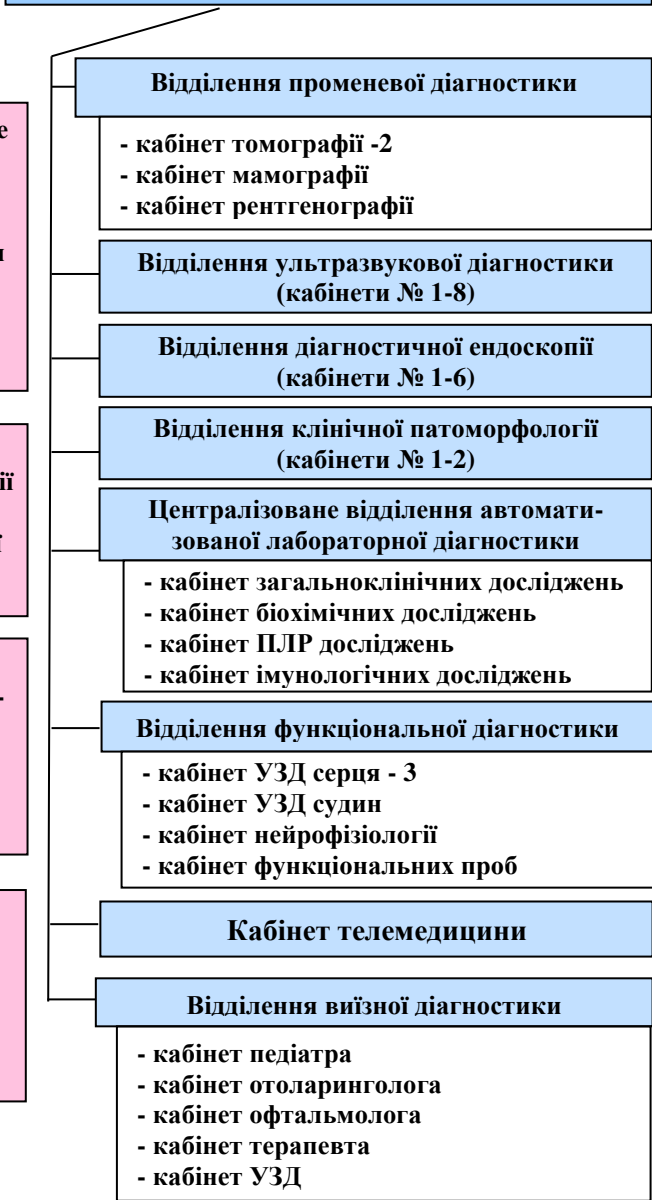 Відділення променевої діагностики
- кабінет томографії -2
- кабінет мамографії
- кабінет рентгенографії
Відділення ультразвукової діагностики
(кабінети № 1-8)
Відділення діагностичної ендоскопії
(кабінети № 1-6)
Відділення клінічної патоморфології
(кабінети № 1-2)
Централізоване відділення автомати-
зованої лабораторної діагностики
- кабінет загальноклінічних досліджень
- кабінет біохімічних досліджень
- кабінет ПЛР досліджень
- кабінет імунологічних досліджень
Відділення функціональної діагностики
- кабінет УЗД серця - 3
- кабінет УЗД судин
- кабінет нейрофізіології
- кабінет функціональних проб
Кабінет телемедицини
Відділення виїзної діагностики
- кабінет педіатра
- кабінет отоларинголога
- кабінет офтальмолога
- кабінет терапевта
- кабінет УЗД